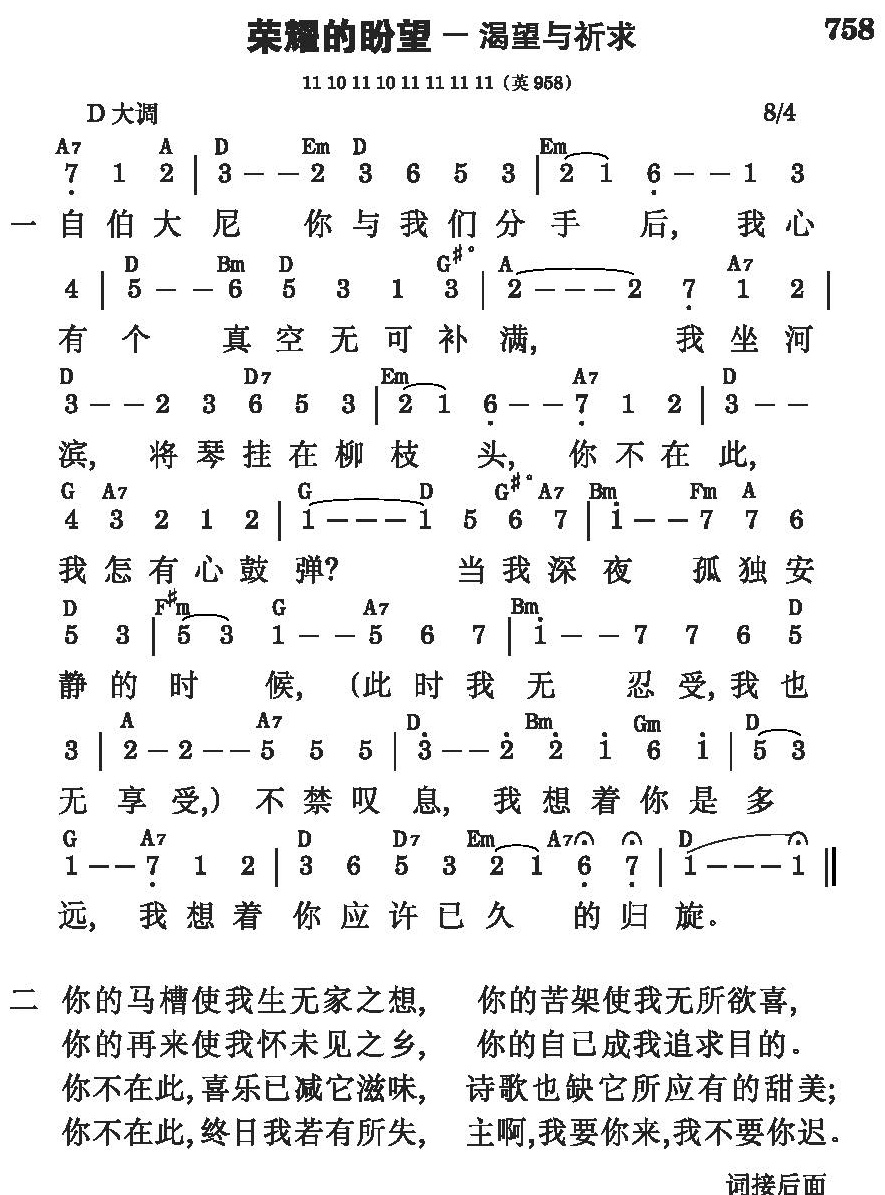 荣耀的盼望－渴望与祈求 758
11 10 11 10 11 11 11 11（英958）
D大调 8/4
A7 A D Em D Em
7 1 2 | 3 - - 2 3 6 5 3 | 2 1 6 - - 1 3
一 自伯大尼 你与我们分手后, 我心
D Bm D G#° A A7
4 | 5 - - 6 5 3 1 3 | 2 - - - 2 7 1 2 |
有个 真空无可补满, 我坐河
D D7 Em A7 D
3 - - 2 3 6 5 3 | 2 1 6 - - 7 1 2 | 3 - -
滨, 将琴挂在柳枝头, 你不在此,
G A7 G D G#° A7 Bm Fm A
4 3 2 1 2 | 1 - - - 1 5 6 7 | 1 - - 7 7 6
我怎有心鼓弹? 当我深夜 孤独安
D F#m G A7 Bm D
5 3 | 5 3 1 - - 5 6 7 | 1 - - 7 7 6 5
静的时候,（此时我无 忍受,我也
A A7 D Bm Gm D
3 | 2 - 2 - - 5 5 5 | 3 - - 2 2 1 6 1 | 5 3
无享受,）不禁叹息, 我想着你是多
G A7 D D7 Em A7 D
1 - - 7 1 2 | 3 6 5 3 2 1 6 7 | 1 - - - 1 ‖
远, 我想着你应许已久 的归旋。
二 你的马槽使我生无家之想, 你的苦架使我无所欲喜,
你的再来使我怀未见之乡, 你的自己成我追求目的。
你不在此,喜乐已减它滋味, 诗歌也缺它所应有的甜美;
你不在此,终日我若有所失, 主啊,我要你来,我不要你迟。
词接后面